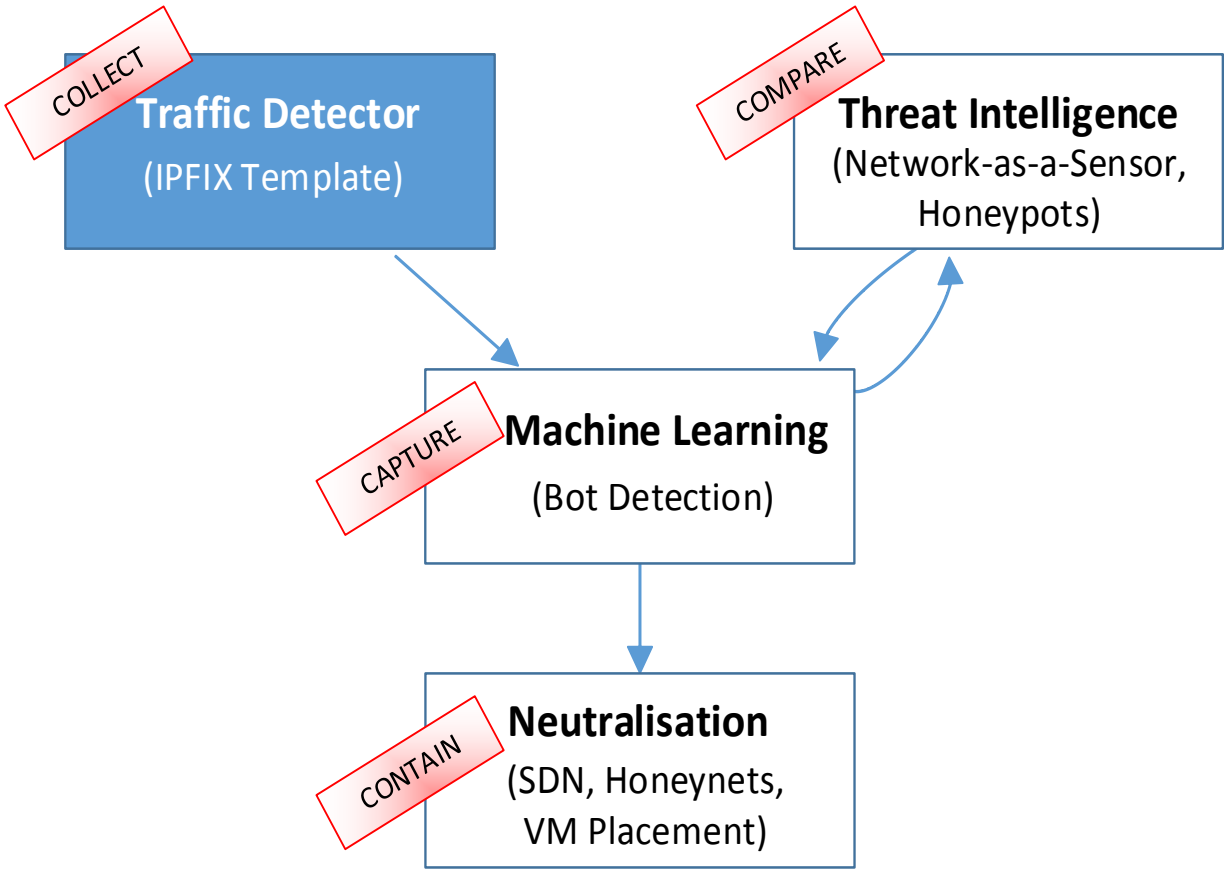 COLLECT
Traffic Detector
(IPFIX Template)
COMPARE
Threat Intelligence
(Network-as-a-Sensor,
Honeypots)
CAPTURE
Machine Learning
(Bot Detection)
CONTAIN
Neutralisation
(SDN, Honeynets,
VM Placement)